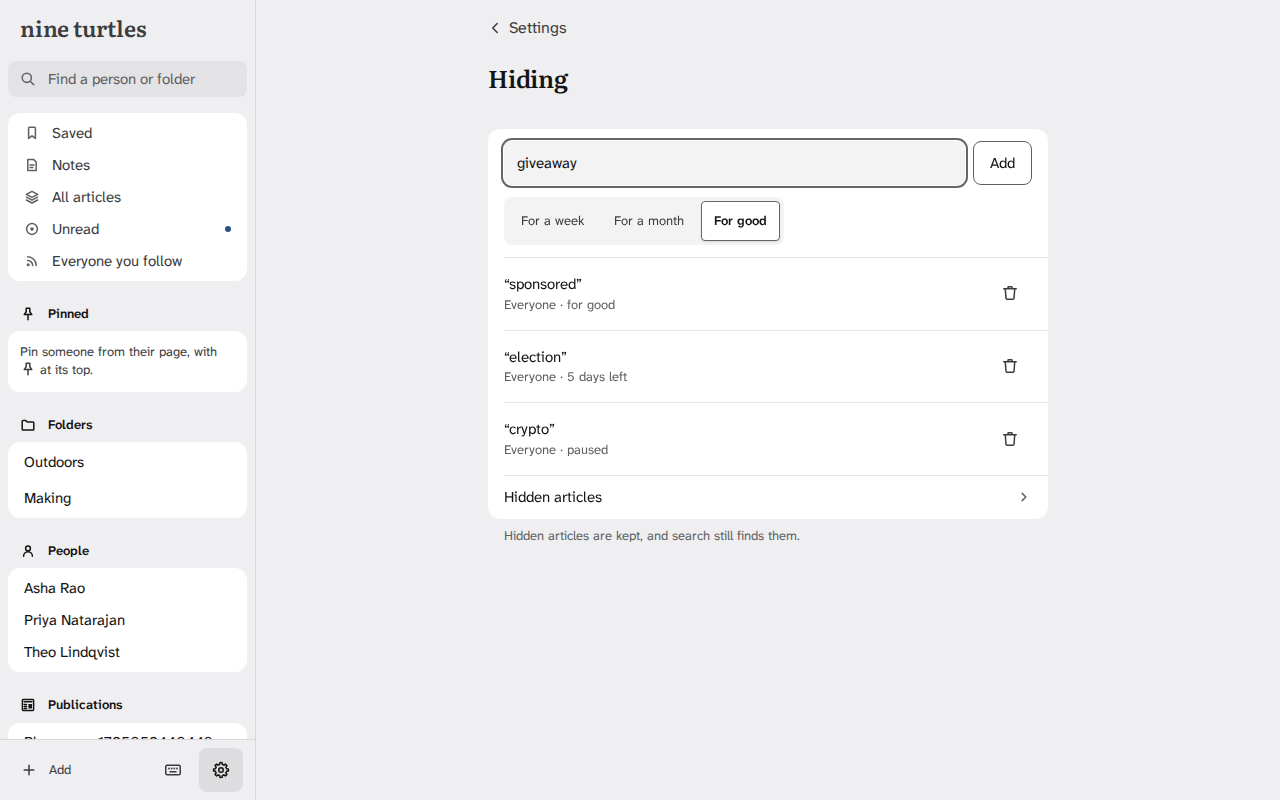 nine turtles
Find a person or folder
Saved
Notes
All articles
Unread
Everyone you follow
Pinned
Pin someone from their page, with
at its top.
Folders
Outdoors
Making
People
Asha Rao
Priya Natarajan
Theo Lindqvist
Publications
Add
Settings
Hiding
giveaway
Add
For a week
For a month
For good
“sponsored”
Everyone · for good
“election”
Everyone · 5 days left
“crypto”
Everyone · paused
Hidden articles
Hidden articles are kept, and search still finds them.